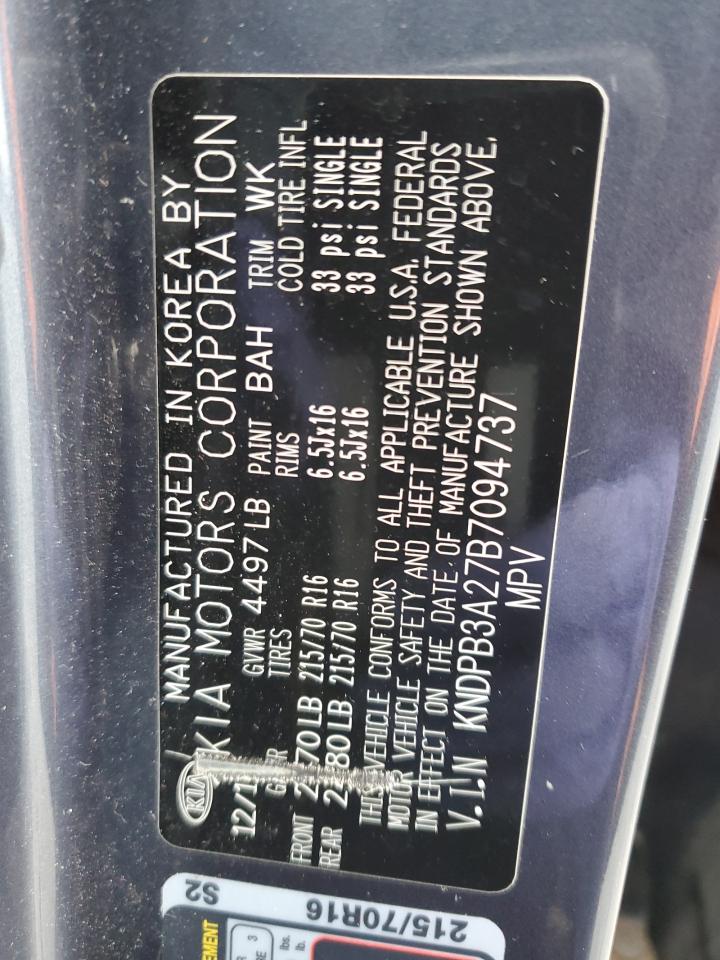 KIA MANUFACTURED IN KOREA BY
KIA MOTORS CORPORATION
GVWR 4497 LB PAINT BAH TRIM WK
TIRES RIMS COLD TIRE INFL
FRONT 215/70 R16 6.5Jx16 33 psi SINGLE
REAR 215/70 R16 6.5Jx16 33 psi SINGLE
THIS VEHICLE CONFORMS TO ALL APPLICABLE U.S.A. FEDERAL
MOTOR VEHICLE SAFETY AND THEFT PREVENTION STANDARDS
IN EFFECT ON THE DATE OF MANUFACTURE SHOWN ABOVE.
V.I.N KNDPB3A27B7094737
MPV
S2
215/70R16
lbs.
lb.